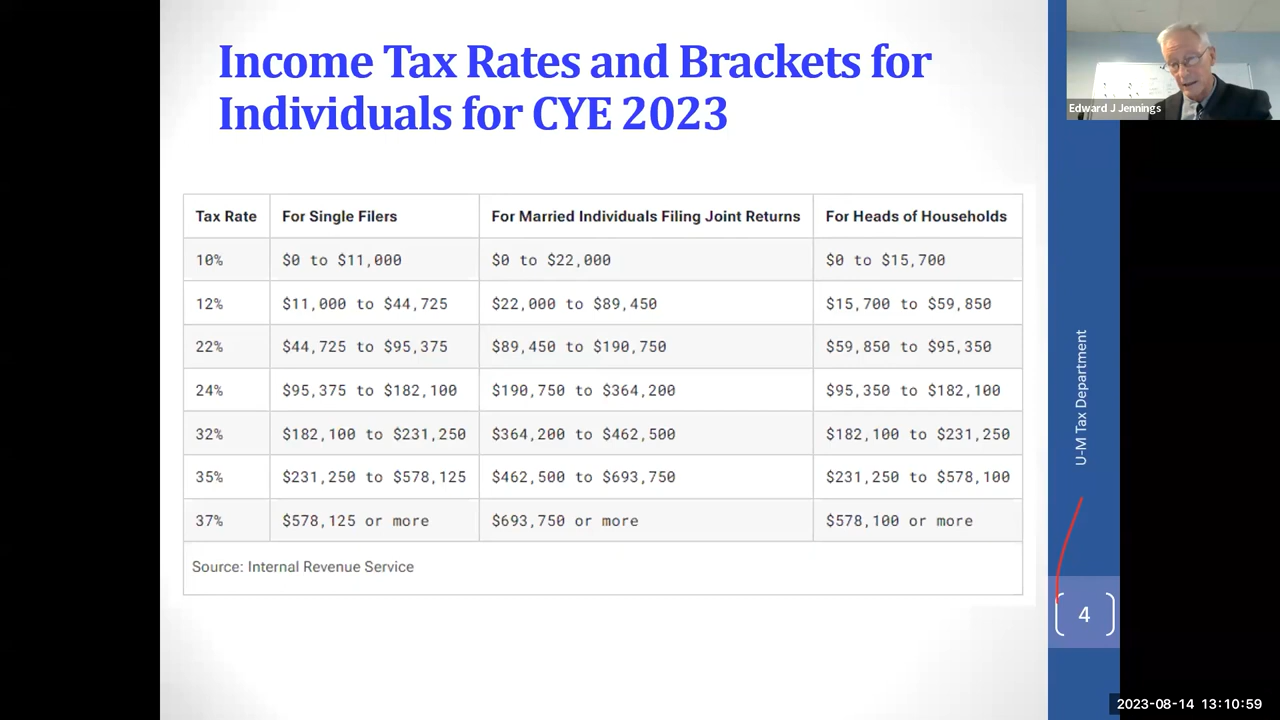 Income Tax Rates and Brackets for
Individuals for CYE 2023
Tax Rate For Single Filers For Married Individuals Filing Joint Returns For Heads of Households
10% $0 to $11,000 $0 to $22,000 $0 to $15,700
12% $11,000 to $44,725 $22,000 to $89,450 $15,700 to $59,850
22% $44,725 to $95,375 $89,450 to $190,750 $59,850 to $95,350
24% $95,375 to $182,100 $190,750 to $364,200 $95,350 to $182,100
32% $182,100 to $231,250 $364,200 to $462,500 $182,100 to $231,250
35% $231,250 to $578,125 $462,500 to $693,750 $231,250 to $578,100
37% $578,125 or more $693,750 or more $578,100 or more
Source: Internal Revenue Service
Edward J Jennings
U-M Tax Department
4
2023-08-14 13:10:59